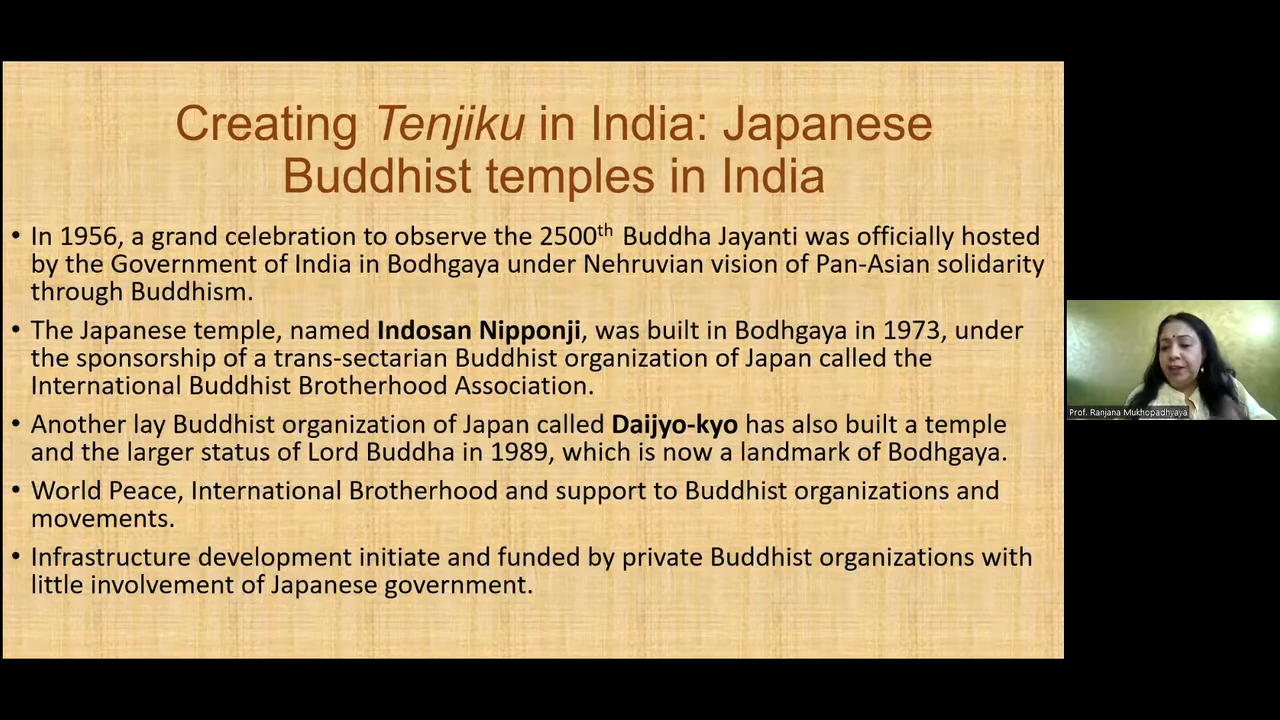 Creating Tenjiku in India: Japanese
Buddhist temples in India
• In 1956, a grand celebration to observe the 2500th Buddha Jayanti was officially hosted
by the Government of India in Bodhgaya under Nehruvian vision of Pan-Asian solidarity
through Buddhism.
• The Japanese temple, named Indosan Nipponji, was built in Bodhgaya in 1973, under
the sponsorship of a trans-sectarian Buddhist organization of Japan called the
International Buddhist Brotherhood Association.
• Another lay Buddhist organization of Japan called Daijyo-kyo has also built a temple
and the larger status of Lord Buddha in 1989, which is now a landmark of Bodhgaya.
• World Peace, International Brotherhood and support to Buddhist organizations and
movements.
• Infrastructure development initiate and funded by private Buddhist organizations with
little involvement of Japanese government.
Prof. Ranjana Mukhopadhyaya